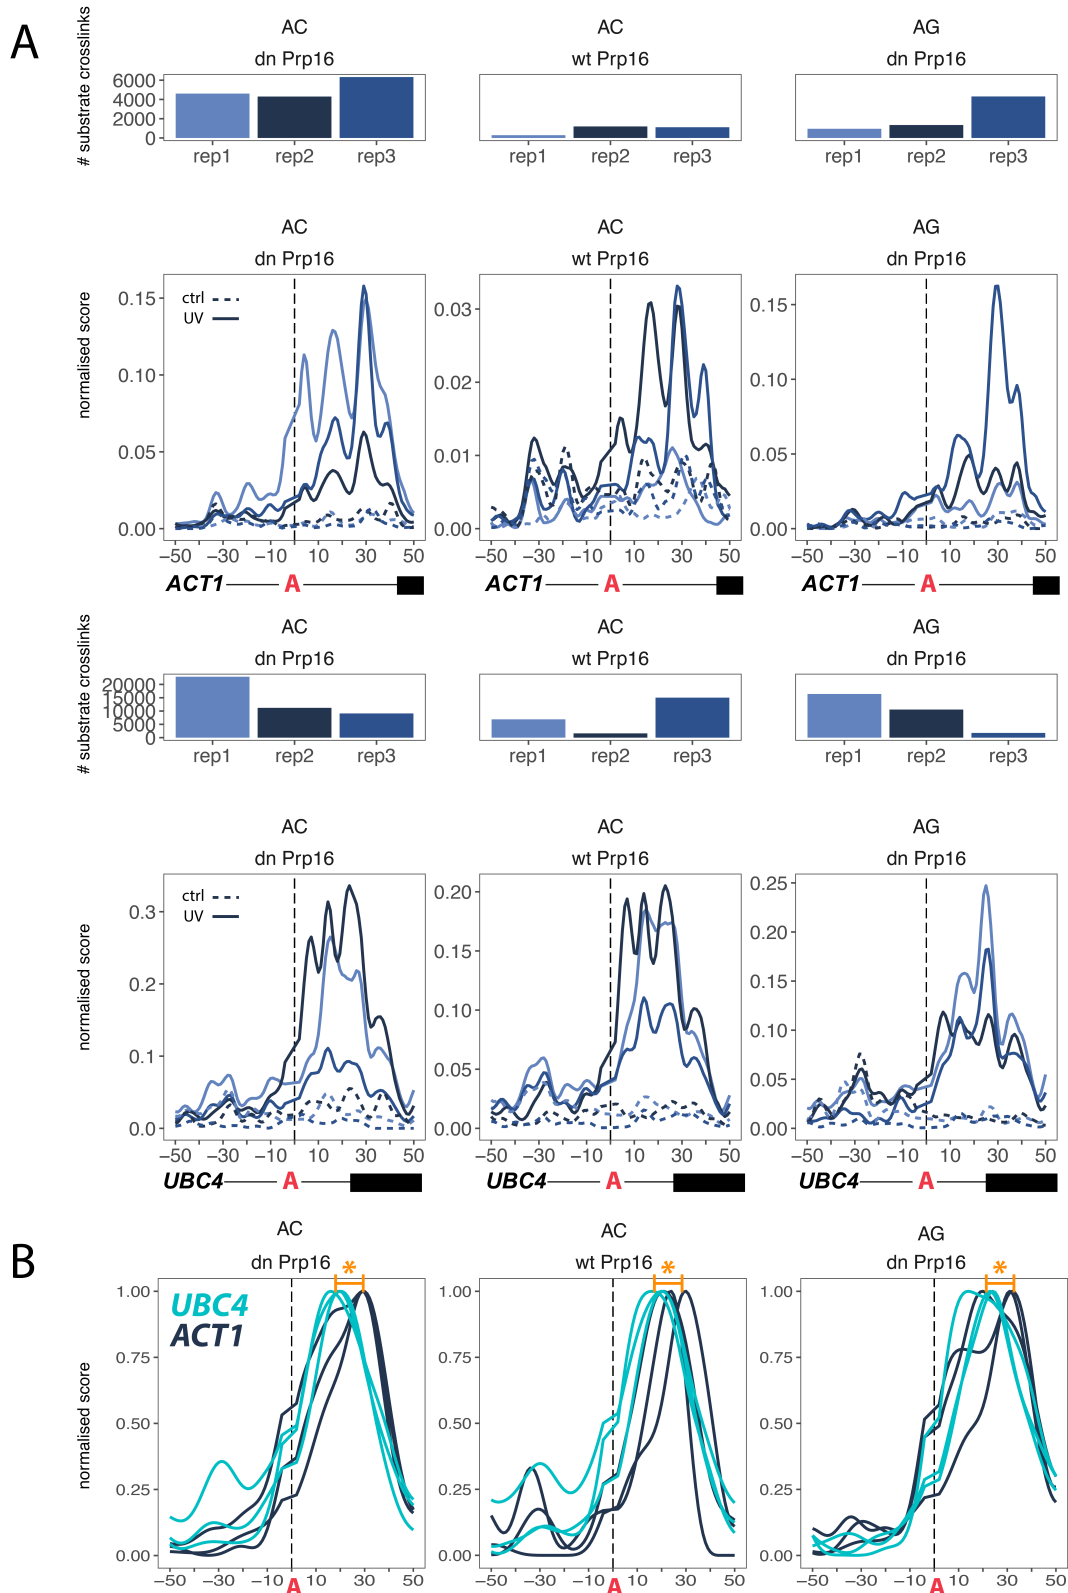 A
# substrate crosslinks
AC AC AG
dn Prp16 wt Prp16 dn Prp16
6000
4000
2000
0
rep1 rep2 rep3 rep1 rep2 rep3 rep1 rep2 rep3
AC AC AG
dn Prp16 wt Prp16 dn Prp16
normalised score
ctrl
UV
0.15
0.10
0.05
0.00
0.03
0.02
0.01
0.00
0.15
0.10
0.05
0.00
−50 −30 −10 10 30 50 −50 −30 −10 10 30 50 −50 −30 −10 10 30 50
ACT1 A ACT1 A ACT1 A
# substrate crosslinks
AC AC AG
dn Prp16 wt Prp16 dn Prp16
20000
15000
10000
5000
0
rep1 rep2 rep3 rep1 rep2 rep3 rep1 rep2 rep3
AC AC AG
dn Prp16 wt Prp16 dn Prp16
normalised score
ctrl
UV
0.3
0.2
0.1
0.0
0.20
0.15
0.10
0.05
0.00
0.25
0.20
0.15
0.10
0.05
0.00
−50 −30 −10 10 30 50 −50 −30 −10 10 30 50 −50 −30 −10 10 30 50
UBC4 A UBC4 A UBC4 A
B
AC AC AG
dn Prp16 wt Prp16 dn Prp16
* * *
normalised score
UBC4
ACT1
1.00
0.75
0.50
0.25
0.00
1.00
0.75
0.50
0.25
0.00
1.00
0.75
0.50
0.25
0.00
−50 −30 −10 10 30 50 −50 −30 −10 10 30 50 −50 −30 −10 10 30 50
A A A